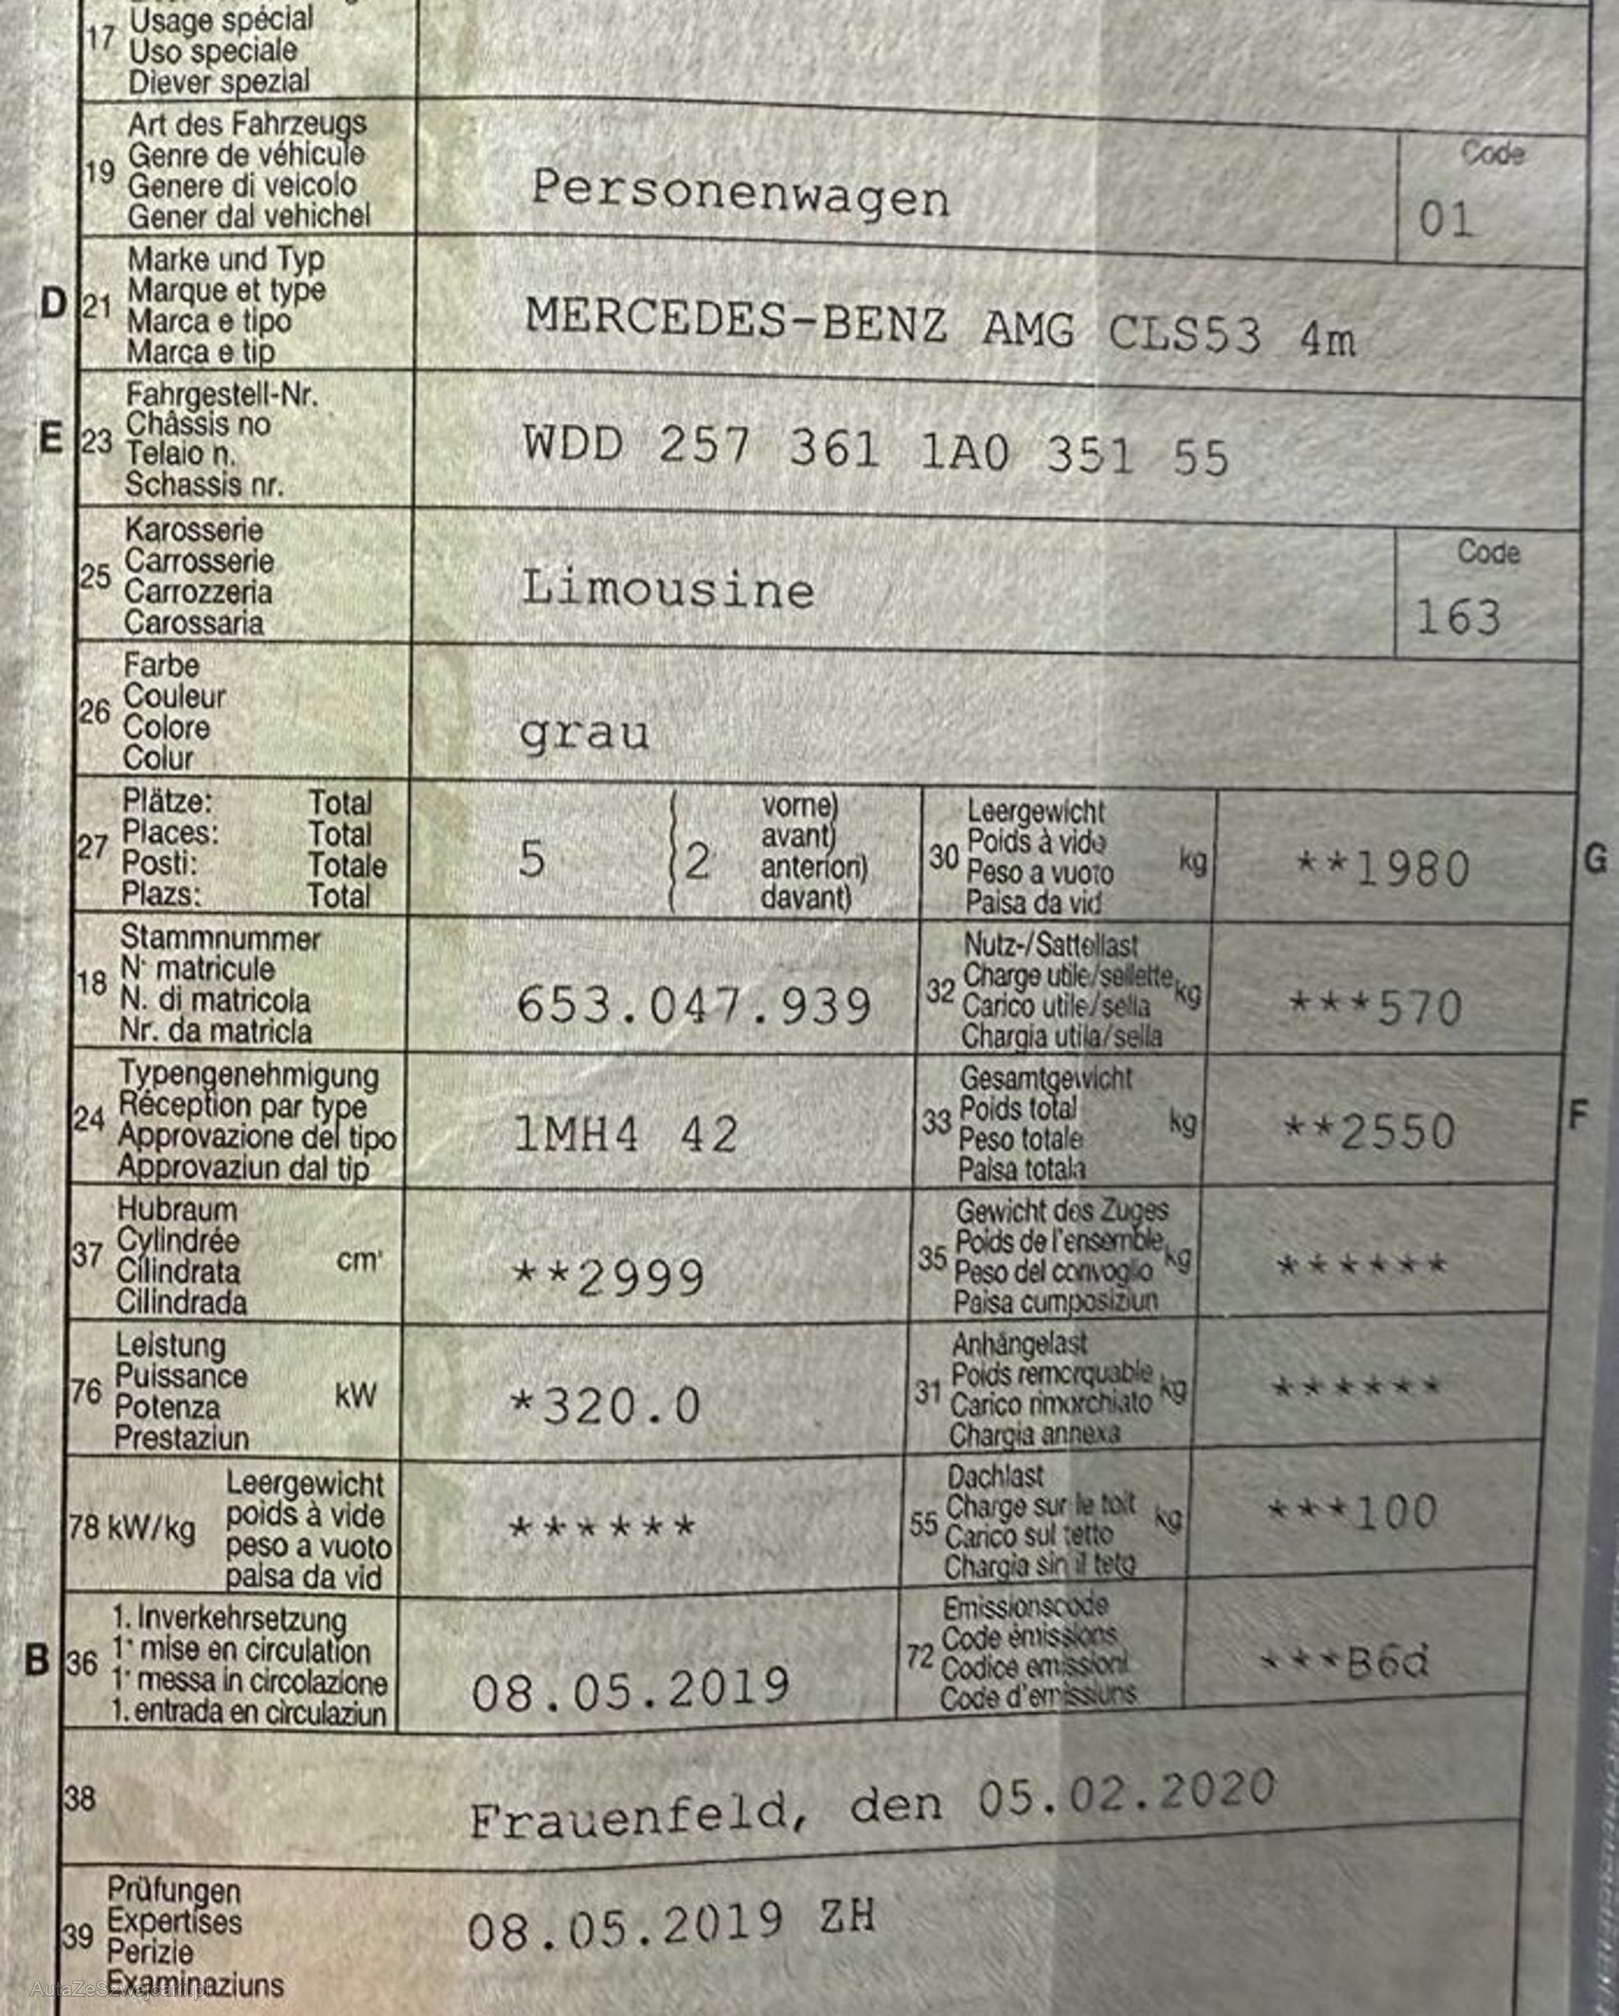 17 Usage spécial
Uso speciale
Diever spezial
19 Art des Fahrzeugs
Genre de véhicule
Genere di veicolo
Gener dal vehichel
Personenwagen
Code
01
D 21 Marke und Typ
Marque et type
Marca e tipo
Marca e tip
MERCEDES-BENZ AMG CLS53 4m
E 23 Fahrgestell-Nr.
Châssis no
Telaio n.
Schassis nr.
WDD 257 361 1A0 351 55
25 Karosserie
Carrosserie
Carrozzeria
Carossaria
Limousine
Code
163
26 Farbe
Couleur
Colore
Colur
grau
27 Plätze: Total
Places: Total
Posti: Totale
Plazs: Total
5 2
vorne)
avant)
anteriori)
davant)
30 Leergewicht
Poids à vide
Peso a vuoto
Paisa da vid
kg
**1980
G
18 Stammnummer
N° matricule
N. di matricola
Nr. da matricla
653.047.939
32 Nutz-/Sattellast
Charge utile/sellette
Carico utile/sella
Chargia utila/sella
kg
***570
24 Typengenehmigung
Réception par type
Approvazione del tipo
Approvaziun dal tip
1MH4 42
33 Gesamtgewicht
Poids total
Peso totale
Paisa totala
kg
**2550
F
37 Hubraum
Cylindrée
Cilindrata
Cilindrada
cm³
**2999
35 Gewicht des Zuges
Poids de l'ensemble
Peso del convoglio
Paisa cumposiziun
kg
******
76 Leistung
Puissance
Potenza
Prestaziun
kW
*320.0
31 Anhängelast
Poids remorquable
Carico rimorchiato
Chargia annexa
kg
******
78 kW/kg
Leergewicht
poids à vide
peso a vuoto
paisa da vid
******
55 Dachlast
Charge sur le toit
Carico sul tetto
Chargia sin il tetg
kg
***100
B 36 1. Inverkehrsetzung
1' mise en circulation
1' messa in circolazione
1. entrada en circulaziun
08.05.2019
72 Emissionscode
Code émissions
Codice emissioni
Code d'emissiuns
***B6d
38
Frauenfeld, den 05.02.2020
39 Prüfungen
Expertises
Perizie
Examinaziuns
08.05.2019 ZH
AutaZeSzwajcarii.pl